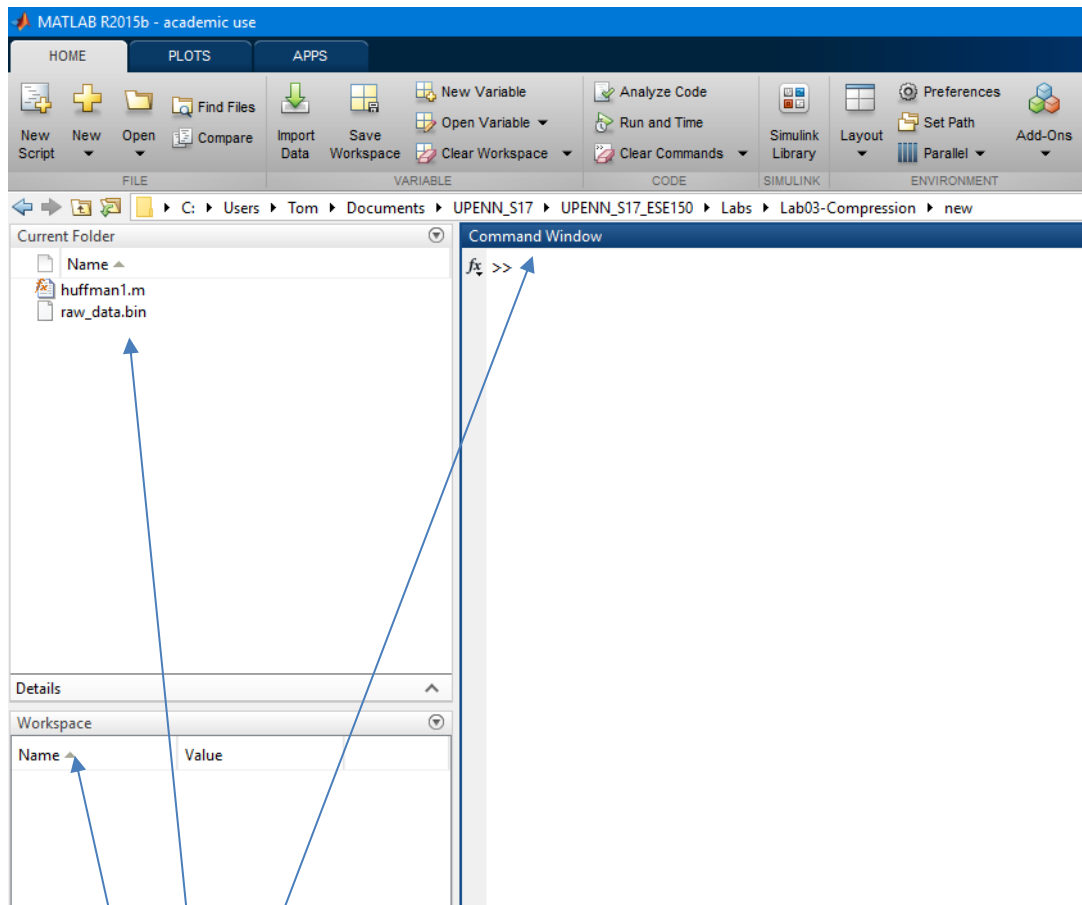 MATLAB R2015b - academic use
HOME PLOTS APPS
New Script
New
Open
Find Files
Compare
Import Data
Save Workspace
New Variable
Open Variable
Clear Workspace
Analyze Code
Run and Time
Clear Commands
Simulink Library
Layout
Preferences
Set Path
Parallel
Add-Ons
FILE VARIABLE CODE SIMULINK ENVIRONMENT
C: Users Tom Documents UPENN_S17 UPENN_S17_ESE150 Labs Lab03-Compression new
Current Folder
Name
huffman1.m
raw_data.bin
Details
Workspace
Name Value
Command Window
fx >>